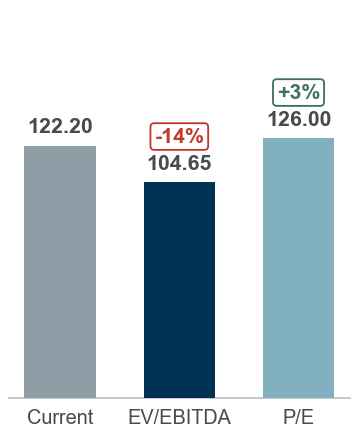 +3%
122.20
-14%
126.00
104.65
Current
EV/EBITDA
P/E